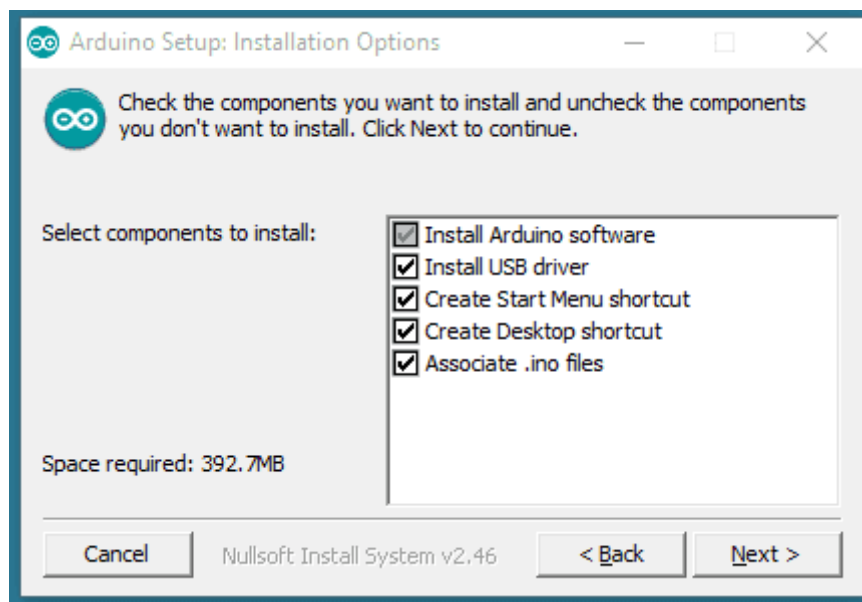 Arduino Setup: Installation Options
Check the components you want to install and uncheck the components
you don't want to install. Click Next to continue.
Select components to install:
Install Arduino software
Install USB driver
Create Start Menu shortcut
Create Desktop shortcut
Associate .ino files
Space required: 392.7MB
Cancel
Nullsoft Install System v2.46
< Back
Next >